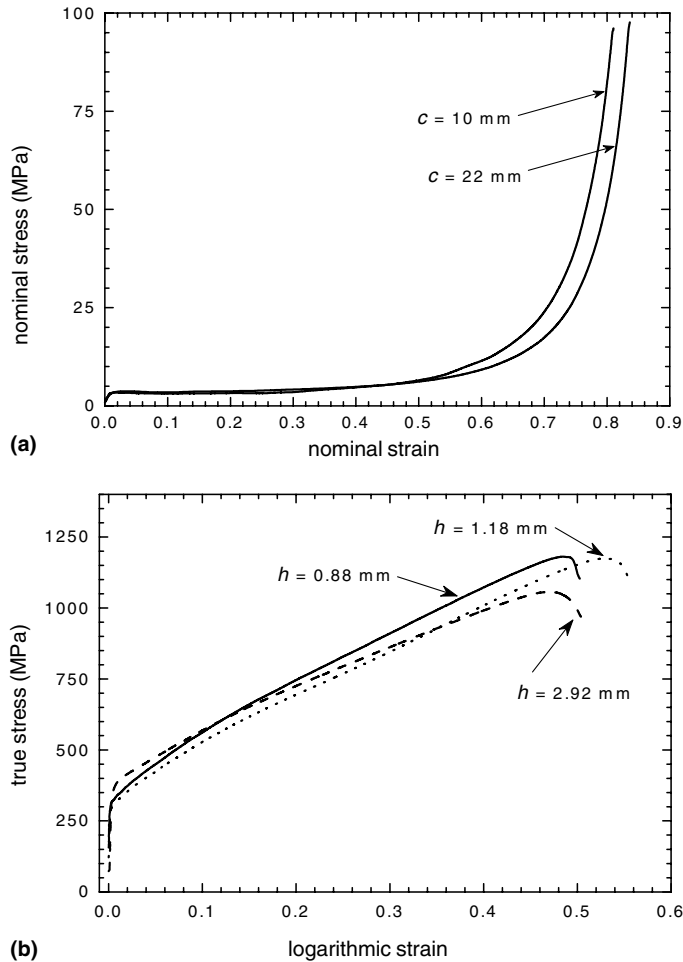 100
75
50
25
0
0.0 0.1 0.2 0.3 0.4 0.5 0.6 0.7 0.8 0.9
nominal stress (MPa)
nominal strain
c = 10 mm
c = 22 mm
(a)
1250
1000
750
500
250
0
0.0 0.1 0.2 0.3 0.4 0.5 0.6
true stress (MPa)
logarithmic strain
h = 1.18 mm
h = 0.88 mm
h = 2.92 mm
(b)